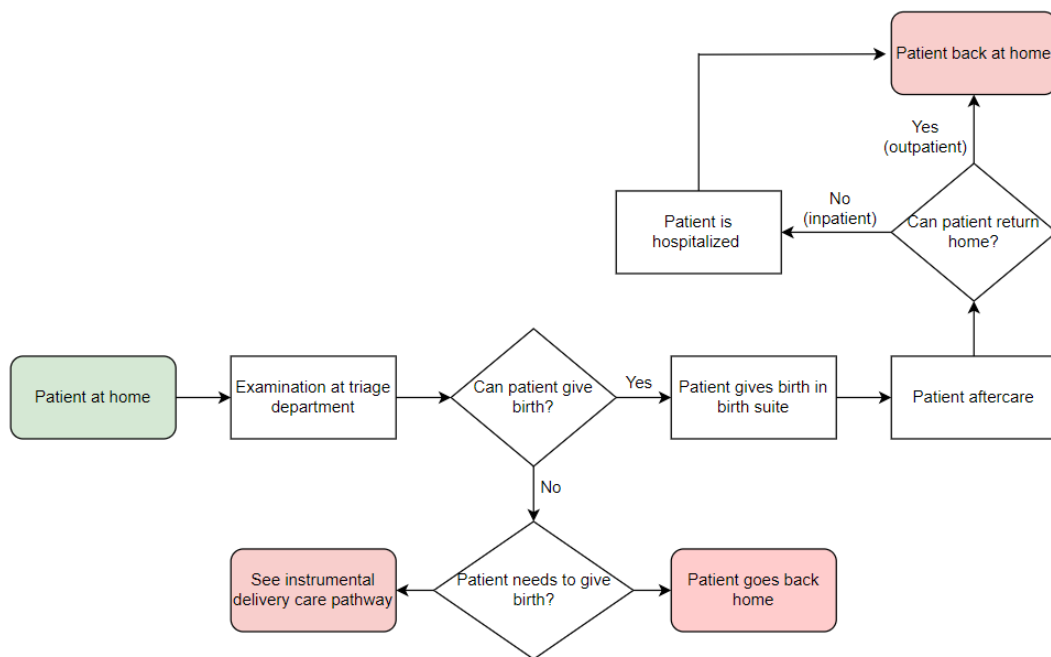 Patient back at home
Yes
(outpatient)
No
(inpatient)
Patient is
hospitalized
Can patient return
home?
Patient at home
Examination at triage
department
Can patient give
birth?
Yes
Patient gives birth in
birth suite
Patient aftercare
No
See instrumental
delivery care pathway
Patient needs to give
birth?
Patient goes back
home